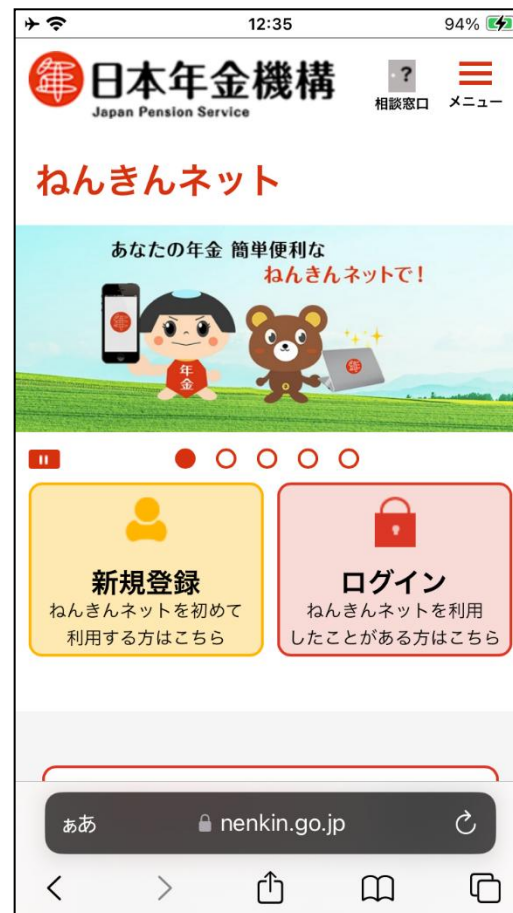 12:35
94%
日本年金機構
Japan Pension Service
?
相談窓口
メニュー
ねんきんネット
あなたの年金 簡単便利な
ねんきんネットで!
年
金
新規登録
ねんきんネットを初めて
利用する方はこちら
ログイン
ねんきんネットを利用
したことがある方はこちら
ぁあ
nenkin.go.jp